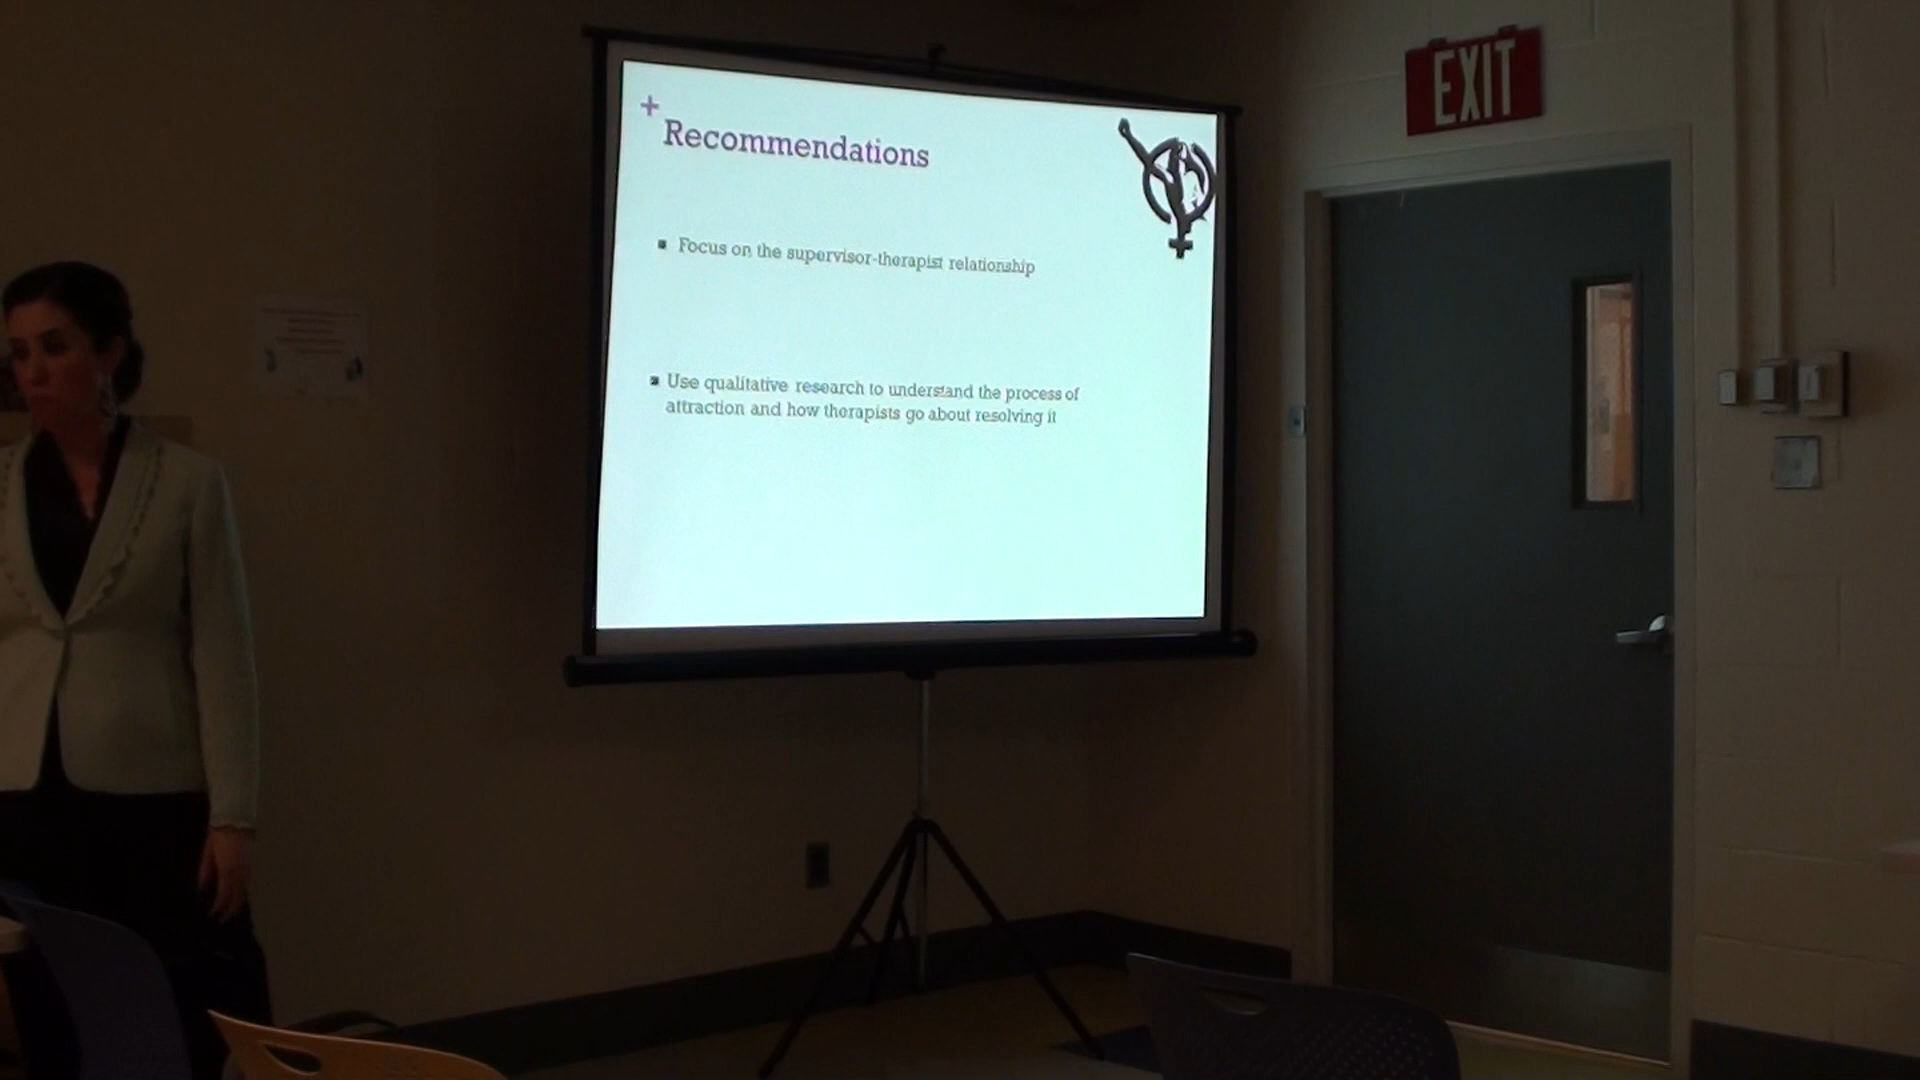 EXIT
+
Recommendations
Focus on the supervisor-therapist relationship
Use qualitative research to understand the process of
attraction and how therapists go about resolving it